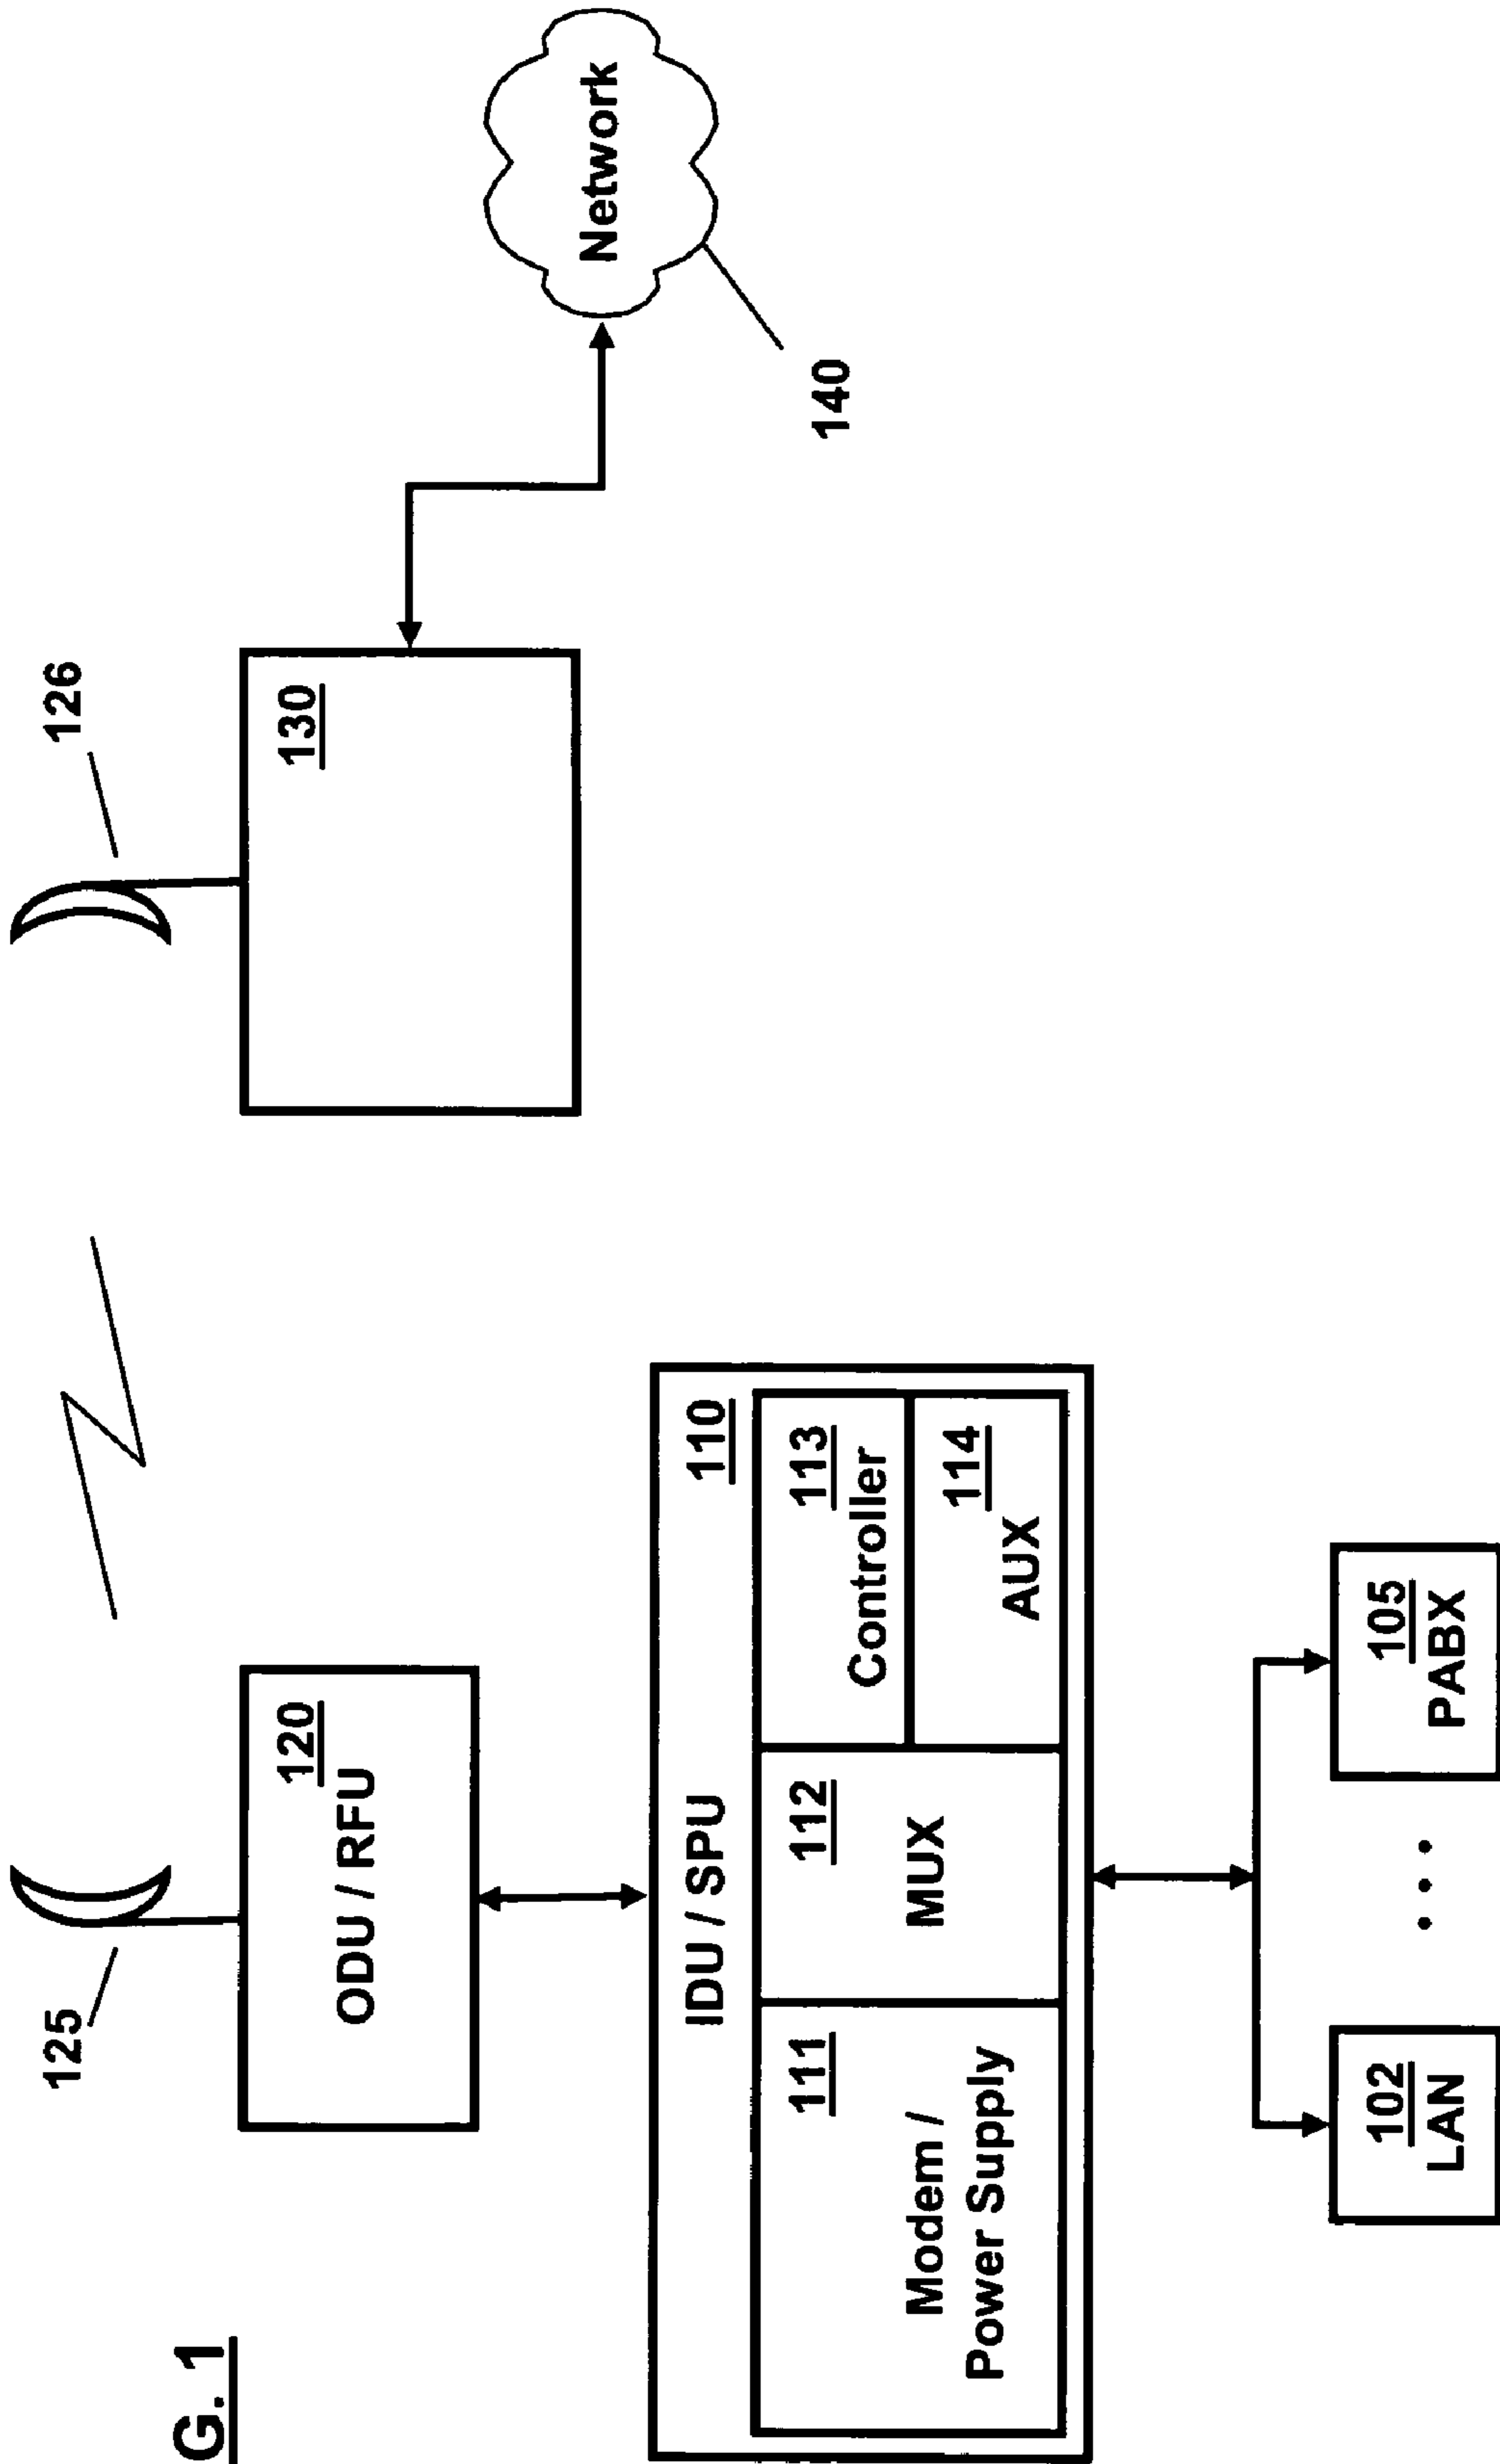 125
126
G. 1
120
ODU / RFU
130
Network
140
IDU / SPU
110
111
Modem /
Power Supply
112
MUX
113
Controller
114
AUX
102
LAN
• • •
105
PABX